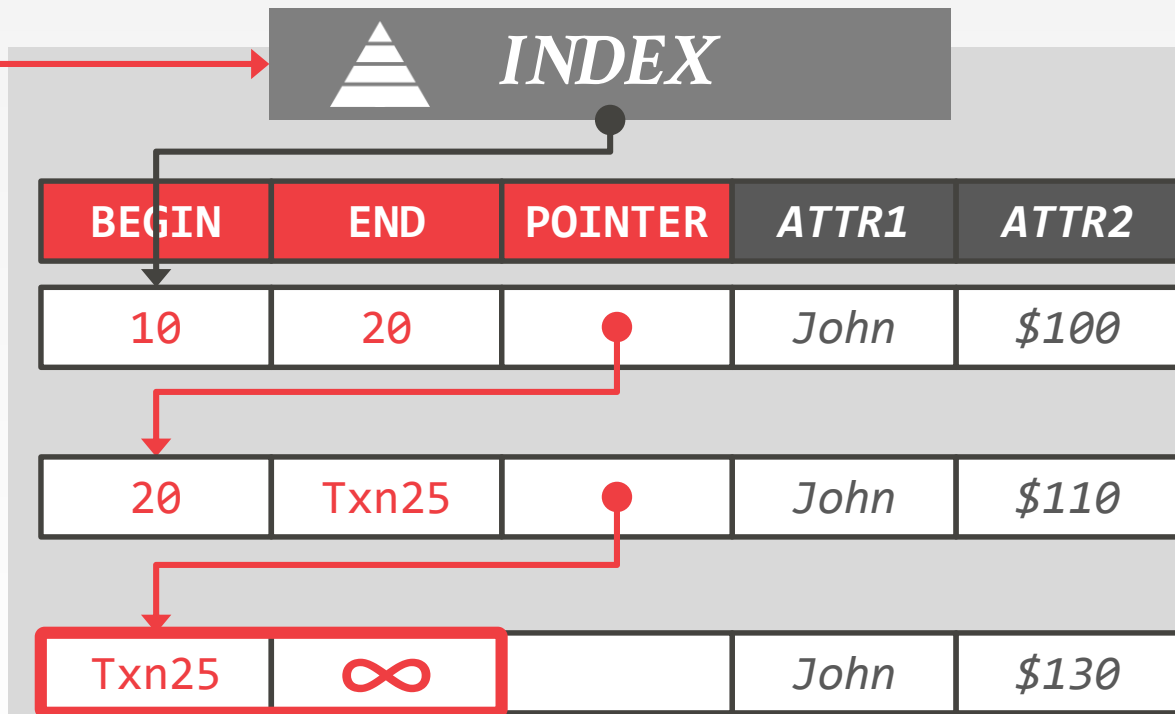 INDEX
BEGIN END POINTER ATTR1 ATTR2
10 20 John $100
20 Txn25 John $110
Txn25 ∞ John $130